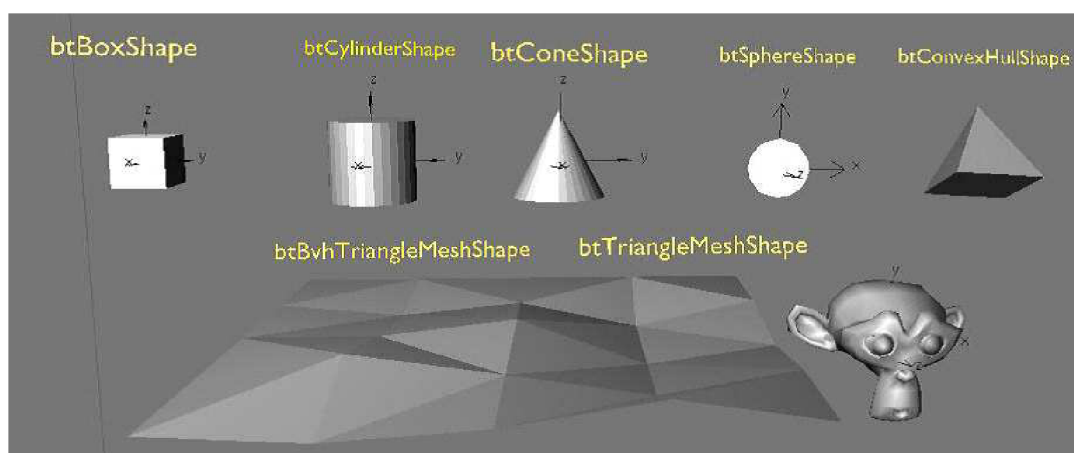 btBoxShape
btCylinderShape
btConeShape
btSphereShape
btConvexHullShape
z
x
y
z
x
y
z
x
y
y
z
x
btBvhTriangleMeshShape
btTriangleMeshShape
y
x
z